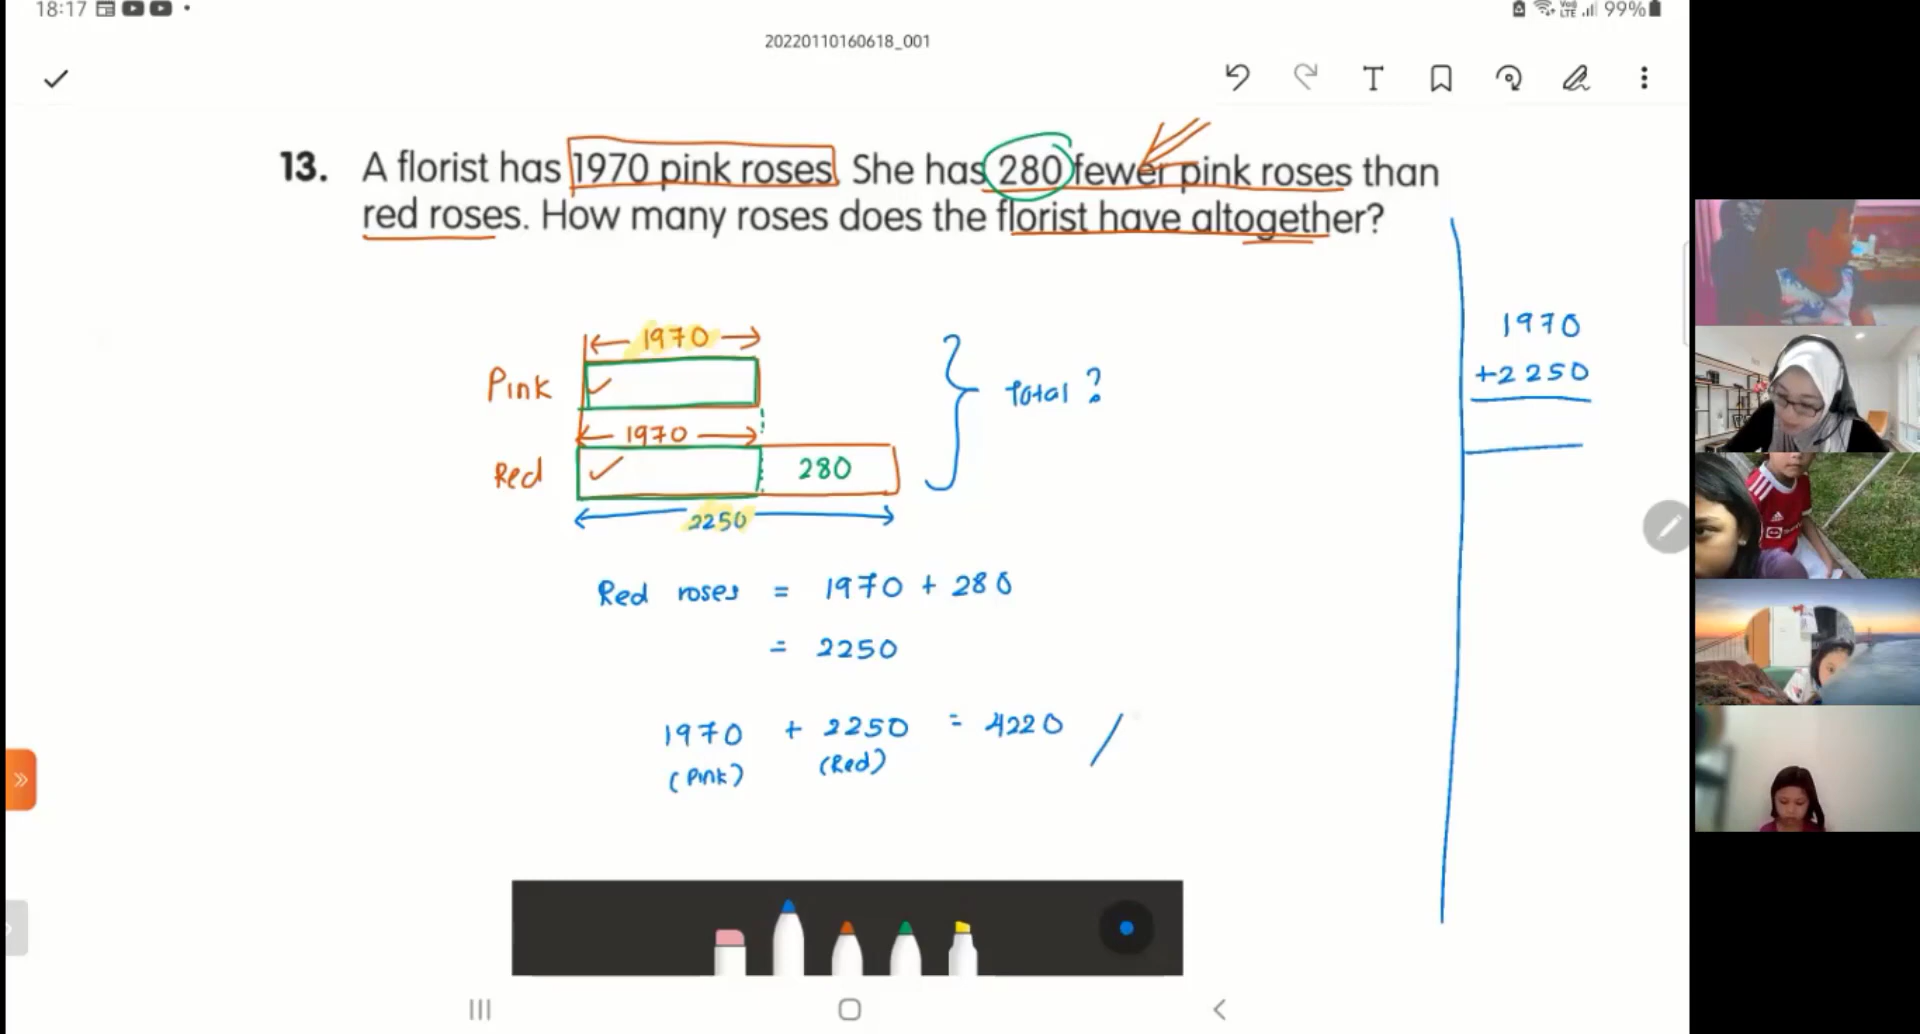 18:17
99%
20220110160618_001
T
13. A florist has 1970 pink roses. She has 280 fewer pink roses than
red roses. How many roses does the florist have altogether?
1970
Pink
1970
Red 280
2250
Total ?
1970
+2250
Red roses = 1970 + 280
= 2250
1970 + 2250 = 4220 /
(Pink) (Red)